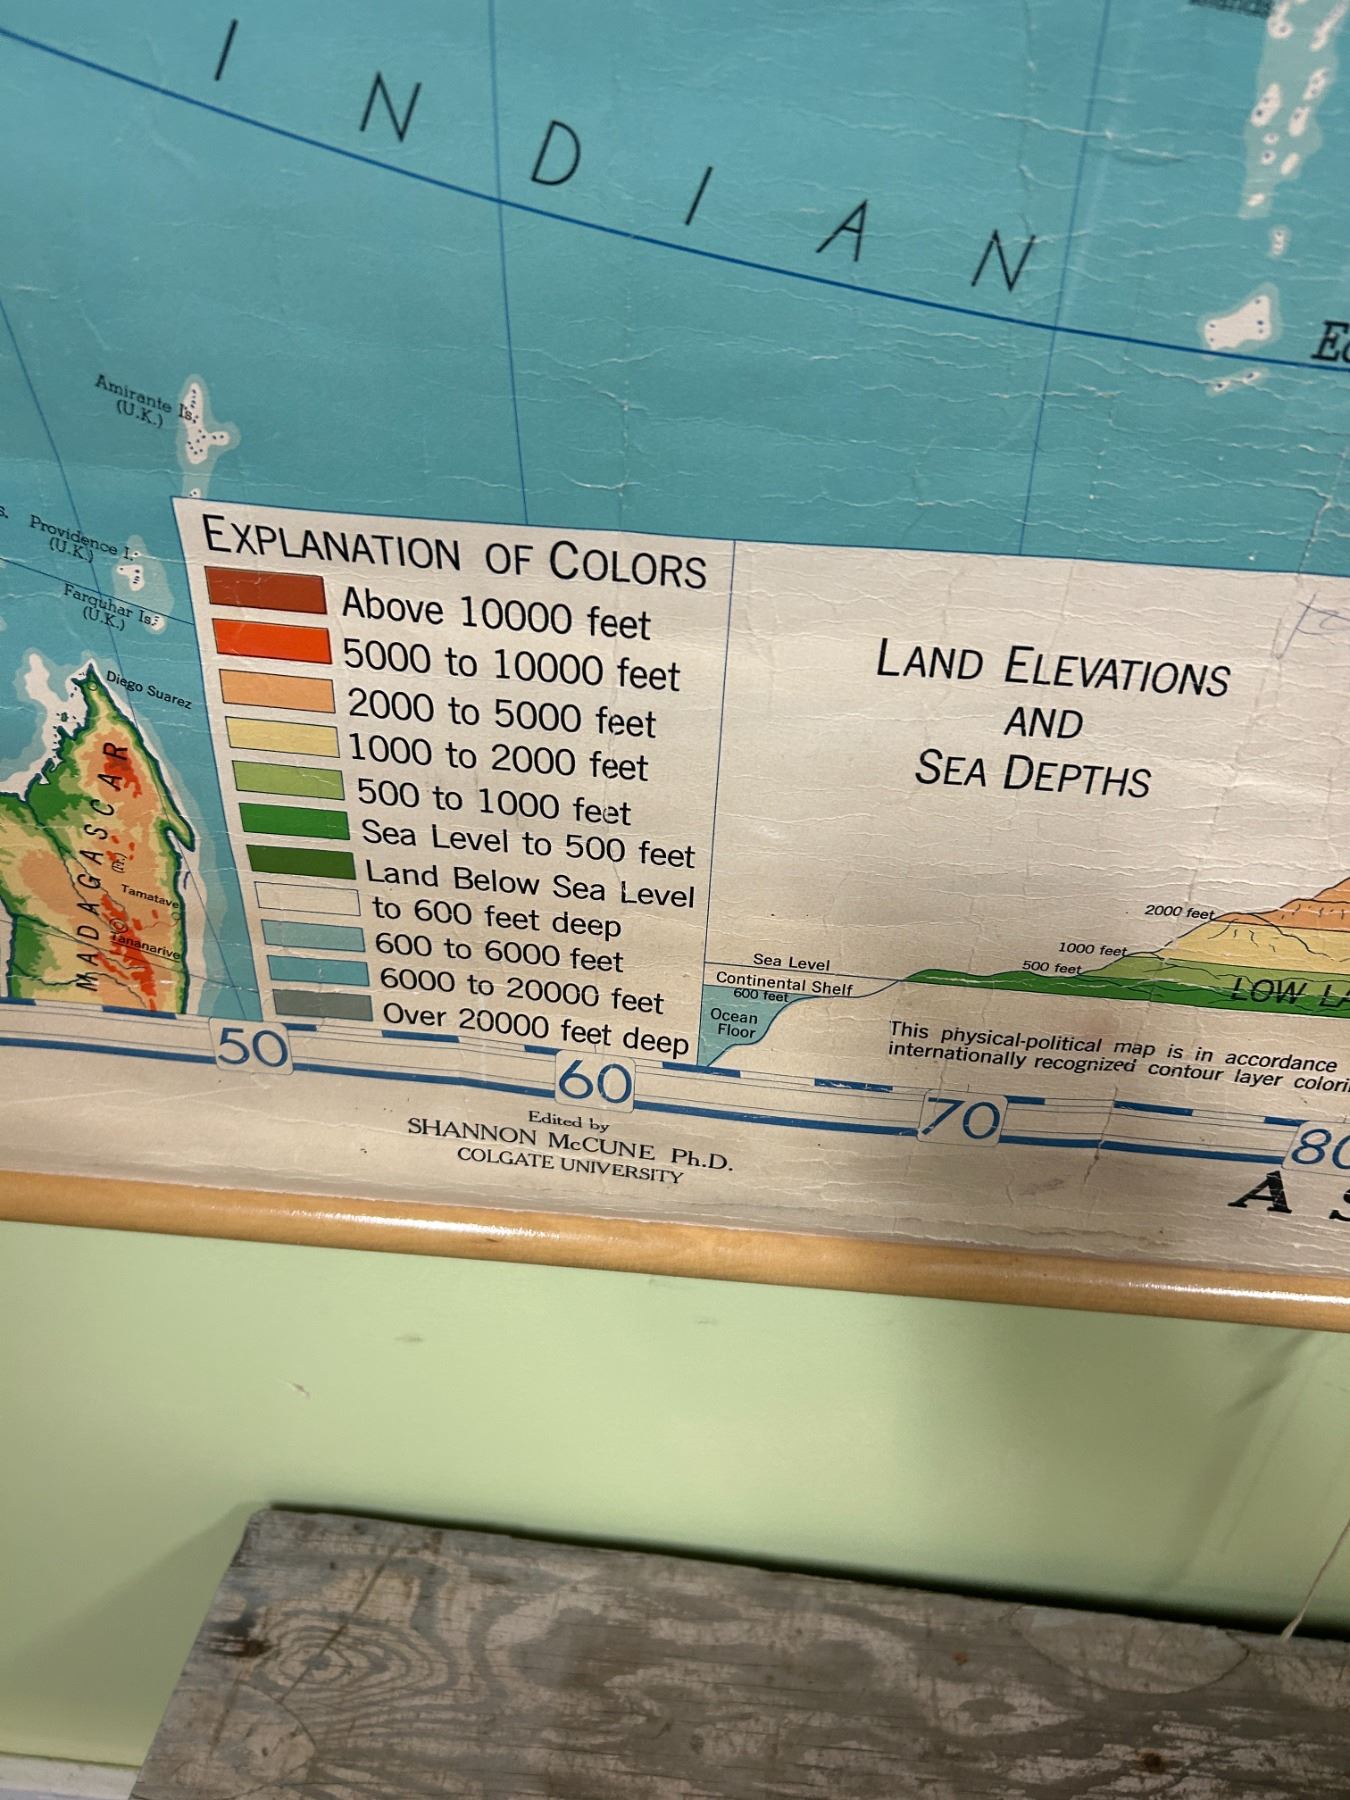 INDIAN
Amirante Is.
(U.K.)
Providence I.
(U.K.)
Farquhar Is.
(U.K.)
Diego Suarez
MADAGASCAR
(Fr.)
Tamatave
Tananarive
EXPLANATION OF COLORS
Above 10000 feet
5000 to 10000 feet
2000 to 5000 feet
1000 to 2000 feet
500 to 1000 feet
Sea Level to 500 feet
Land Below Sea Level
to 600 feet deep
600 to 6000 feet
6000 to 20000 feet
Over 20000 feet deep
LAND ELEVATIONS
AND
SEA DEPTHS
2000 feet
1000 feet
500 feet
Sea Level
Continental Shelf
600 feet
Ocean
Floor
LOW
This physical-political map is in accordance
internationally recognized contour layer
50
60
70
80
Edited by
SHANNON McCUNE Ph.D.
COLGATE UNIVERSITY